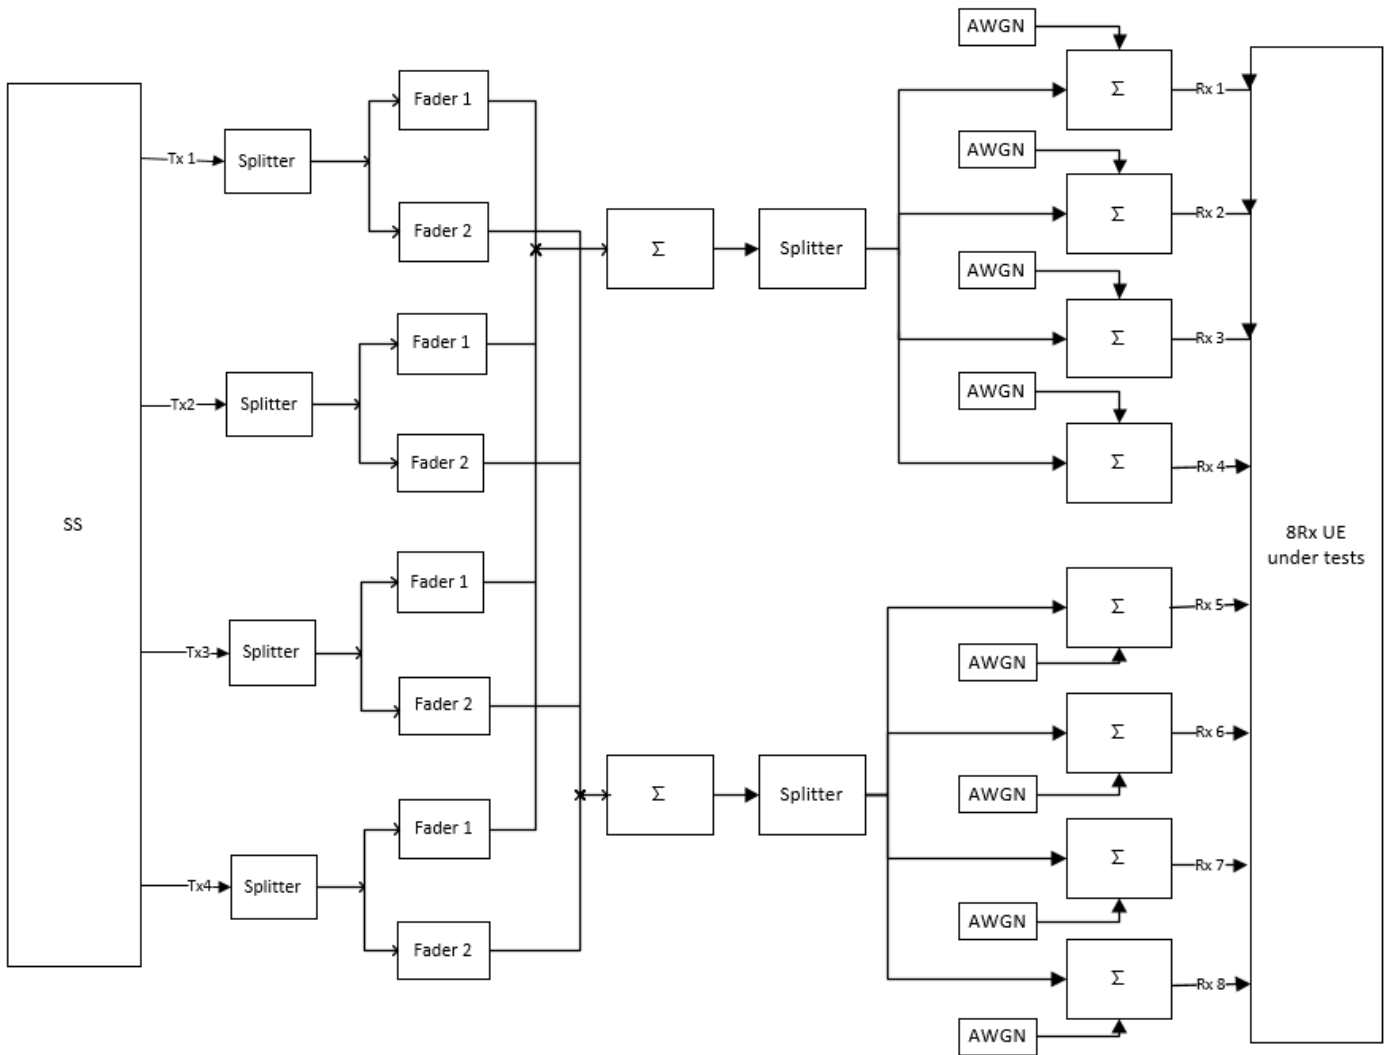 SS
Tx 1
Splitter
Fader 1
Fader 2
Tx2
Splitter
Fader 1
Fader 2
Tx3
Splitter
Fader 1
Fader 2
Tx4
Splitter
Fader 1
Fader 2
Σ
Splitter
Σ
Splitter
AWGN
Σ
Rx 1
AWGN
Σ
Rx 2
AWGN
Σ
Rx 3
AWGN
Σ
Rx 4
Σ
Rx 5
AWGN
Σ
Rx 6
AWGN
Σ
Rx 7
AWGN
Σ
Rx 8
AWGN
8Rx UE
under tests